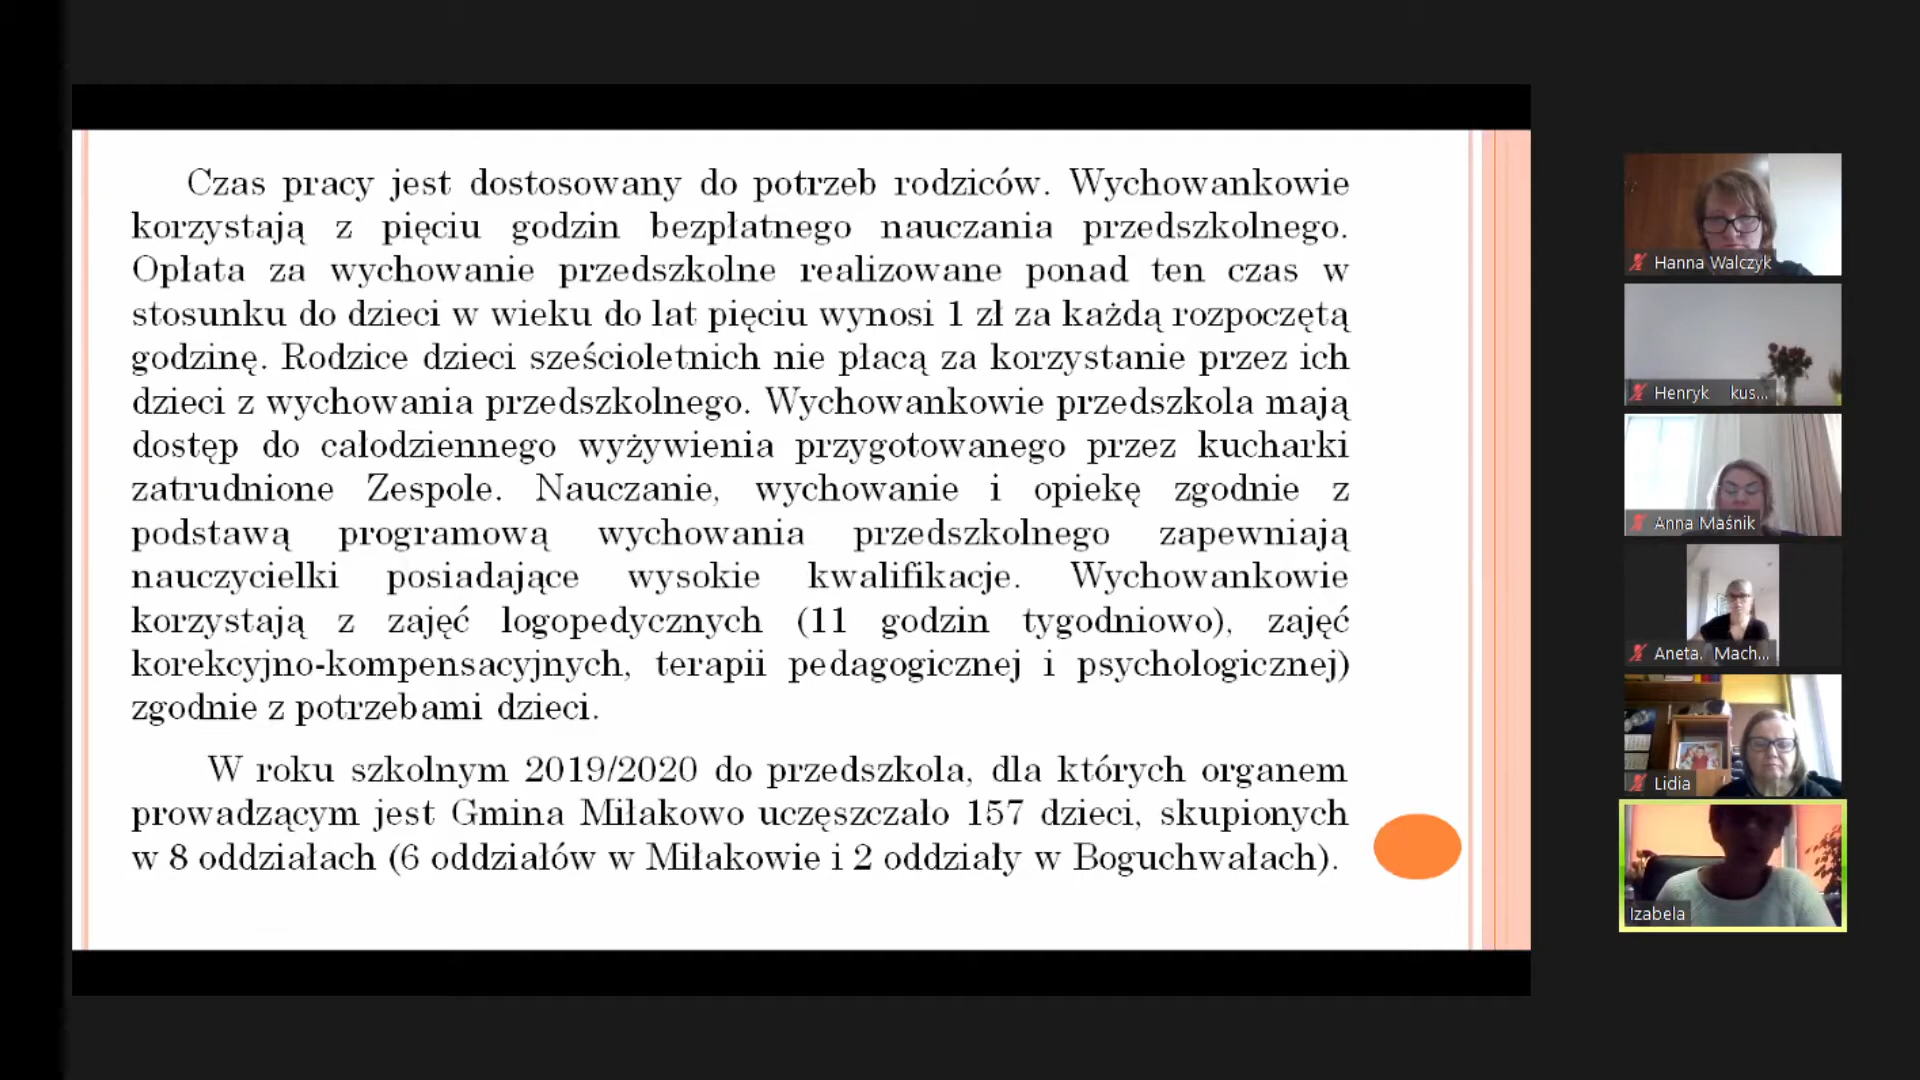 Czas pracy jest dostosowany do potrzeb rodziców. Wychowankowie
korzystają z pięciu godzin bezpłatnego nauczania przedszkolnego.
Opłata za wychowanie przedszkolne realizowane ponad ten czas w
stosunku do dzieci w wieku do lat pięciu wynosi 1 zł za każdą rozpoczętą
godzinę. Rodzice dzieci sześcioletnich nie płacą za korzystanie przez ich
dzieci z wychowania przedszkolnego. Wychowankowie przedszkola mają
dostęp do całodziennego wyżywienia przygotowanego przez kucharki
zatrudnione Zespole. Nauczanie, wychowanie i opiekę zgodnie z
podstawą programową wychowania przedszkolnego zapewniają
nauczycielki posiadające wysokie kwalifikacje. Wychowankowie
korzystają z zajęć logopedycznych (11 godzin tygodniowo), zajęć
korekcyjno-kompensacyjnych, terapii pedagogicznej i psychologicznej)
zgodnie z potrzebami dzieci.
W roku szkolnym 2019/2020 do przedszkola, dla których organem
prowadzącym jest Gmina Miłakowo uczęszczało 157 dzieci, skupionych
w 8 oddziałach (6 oddziałów w Miłakowie i 2 oddziały w Boguchwałach).
Hanna Walczyk
Henryk kus...
Anna Maśnik
Aneta. Mach...
Lidia
Izabela